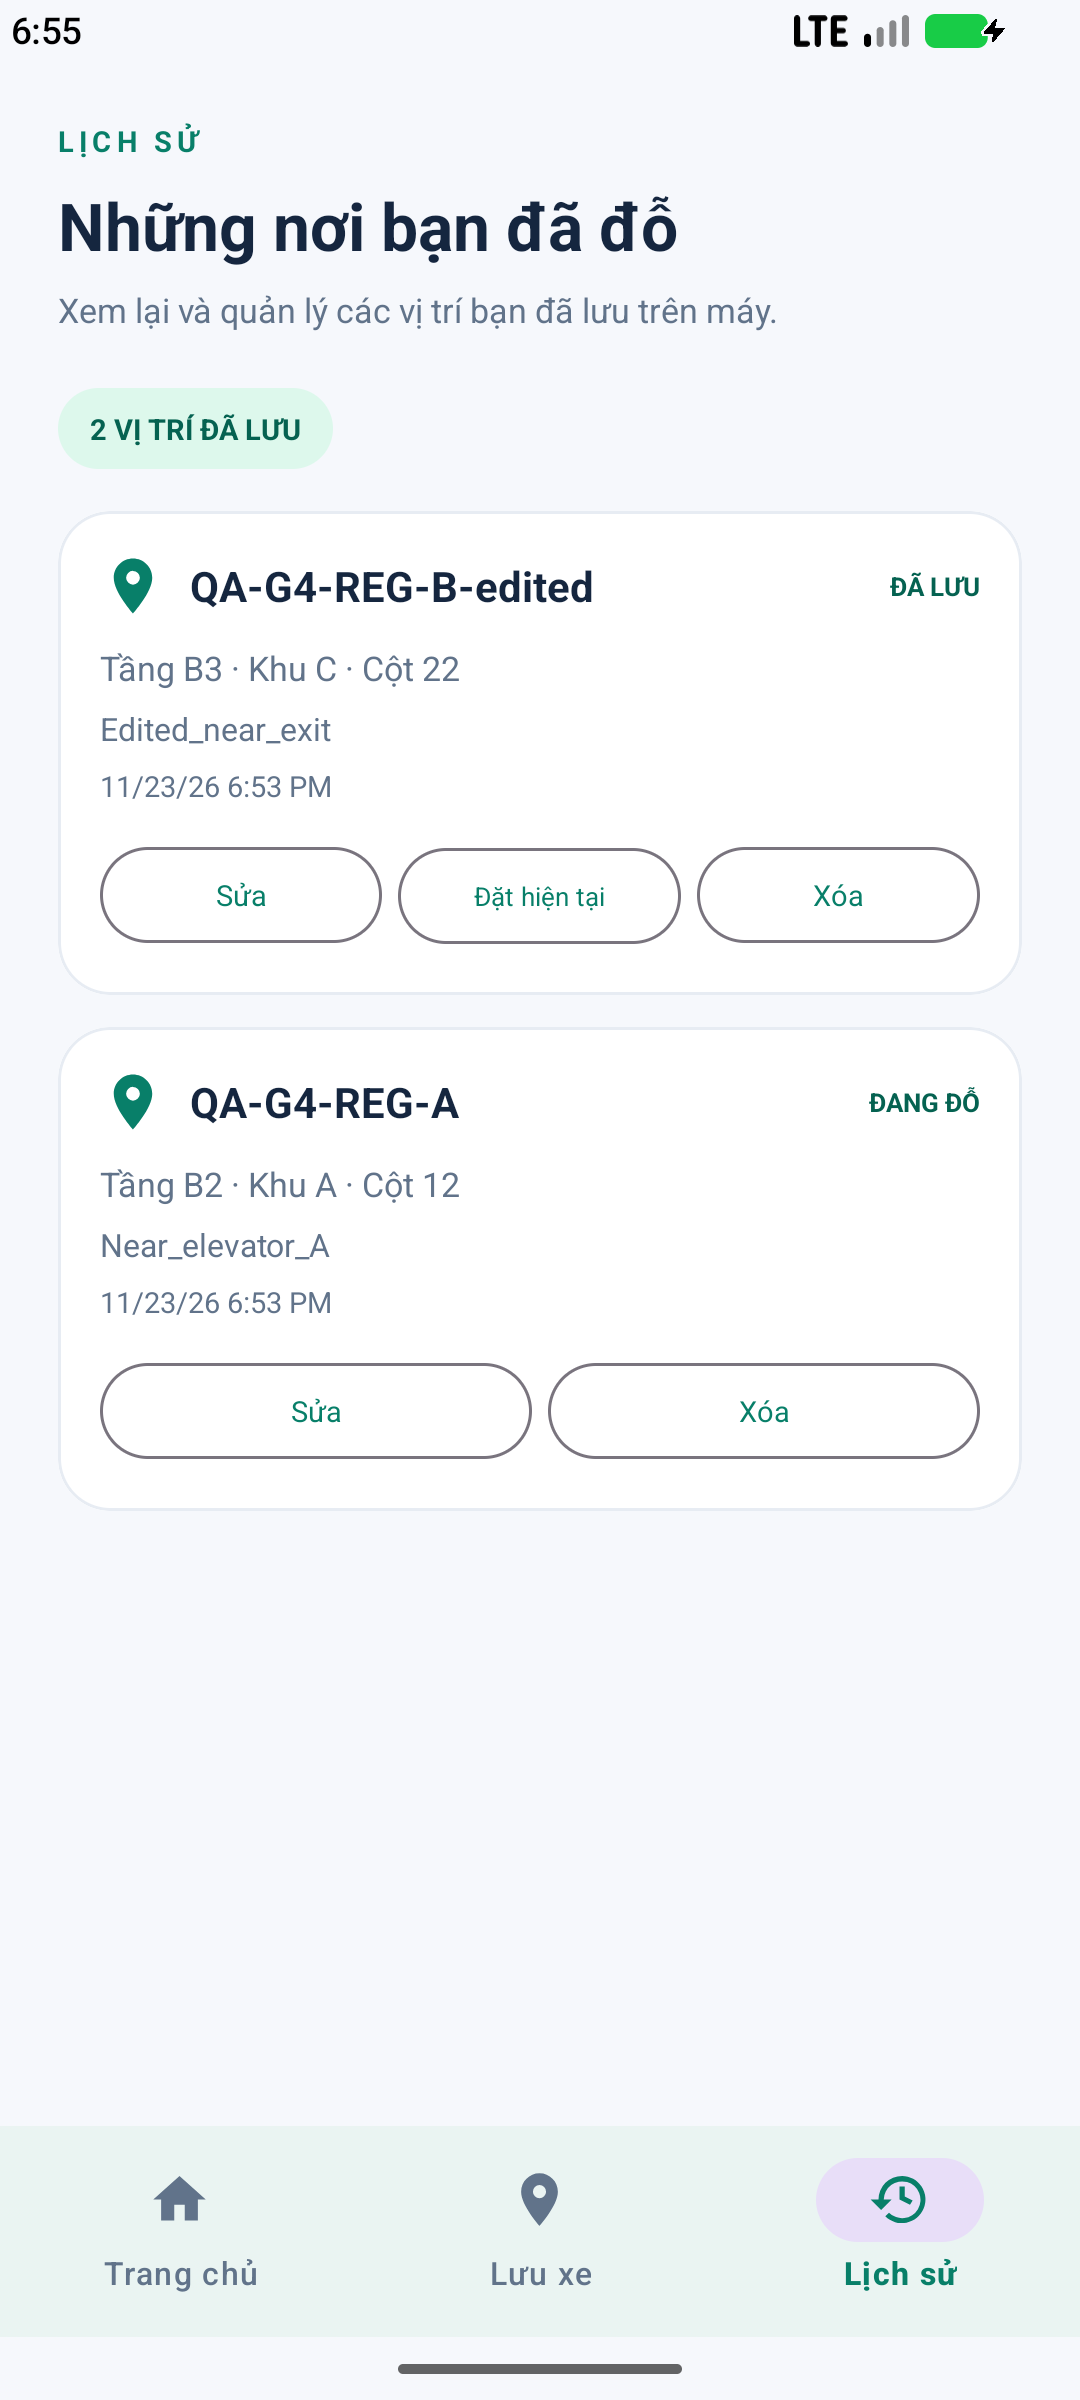 6:55 LTE
LỊCH SỬ
Những nơi bạn đã đỗ
Xem lại và quản lý các vị trí bạn đã lưu trên máy.
2 VỊ TRÍ ĐÃ LƯU
QA-G4-REG-B-edited ĐÃ LƯU
Tầng B3 · Khu C · Cột 22
Edited_near_exit
11/23/26 6:53 PM
Sửa Đặt hiện tại Xóa
QA-G4-REG-A ĐANG ĐỖ
Tầng B2 · Khu A · Cột 12
Near_elevator_A
11/23/26 6:53 PM
Sửa Xóa
Trang chủ Lưu xe Lịch sử